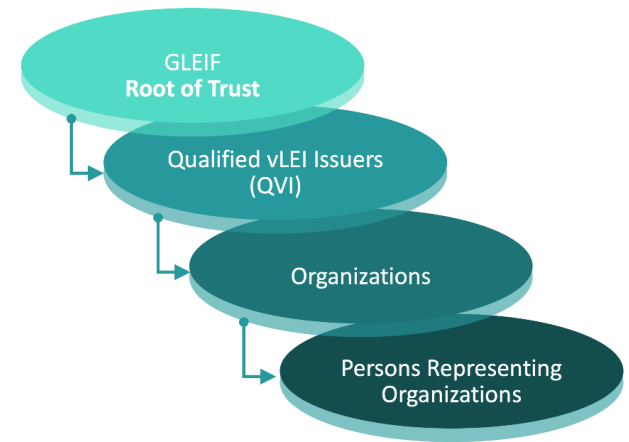 GLEIF
Root of Trust
Qualified vLEI Issuers
(QVI)
Organizations
Persons Representing
Organizations